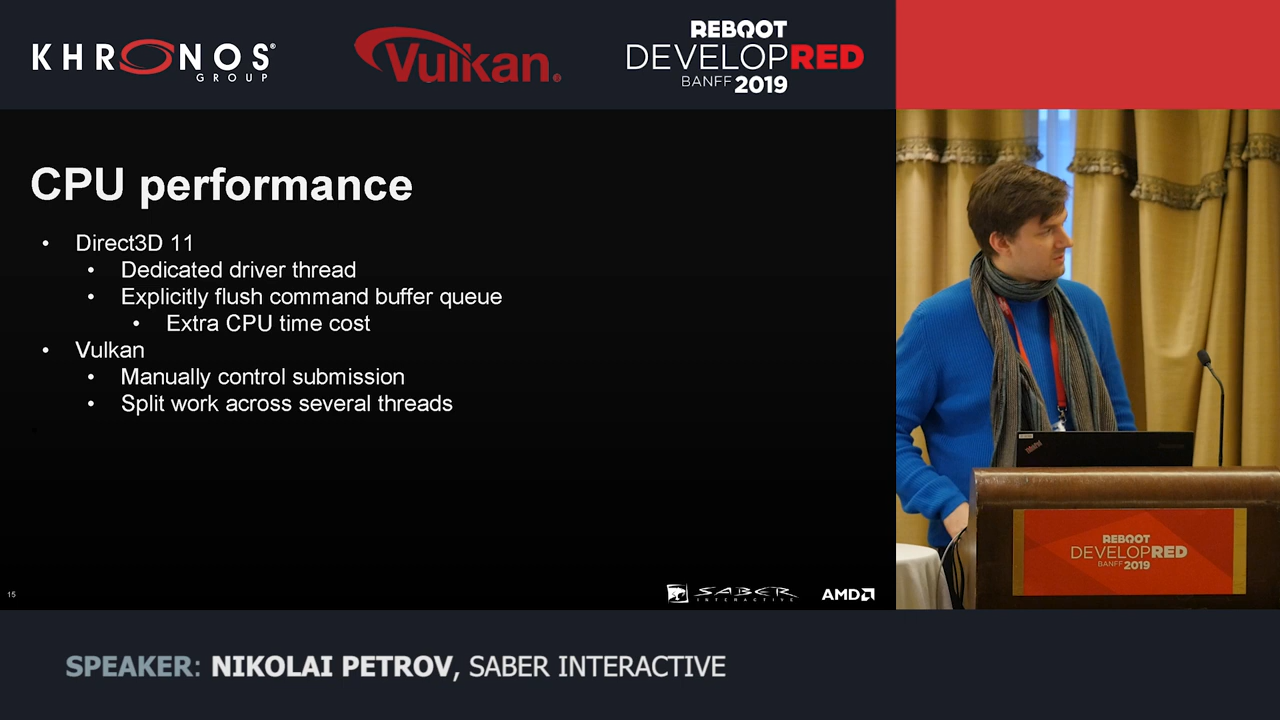 KHRONOS®
GROUP
Vulkan®
REBOOT
DEVELOPRED
BANFF 2019
CPU performance
• Direct3D 11
• Dedicated driver thread
• Explicitly flush command buffer queue
• Extra CPU time cost
• Vulkan
• Manually control submission
• Split work across several threads
15
SABER
INTERACTIVE
AMD
ThinkPad
REBOOT
DEVELOPRED
BANFF 2019
SPEAKER: NIKOLAI PETROV, SABER INTERACTIVE